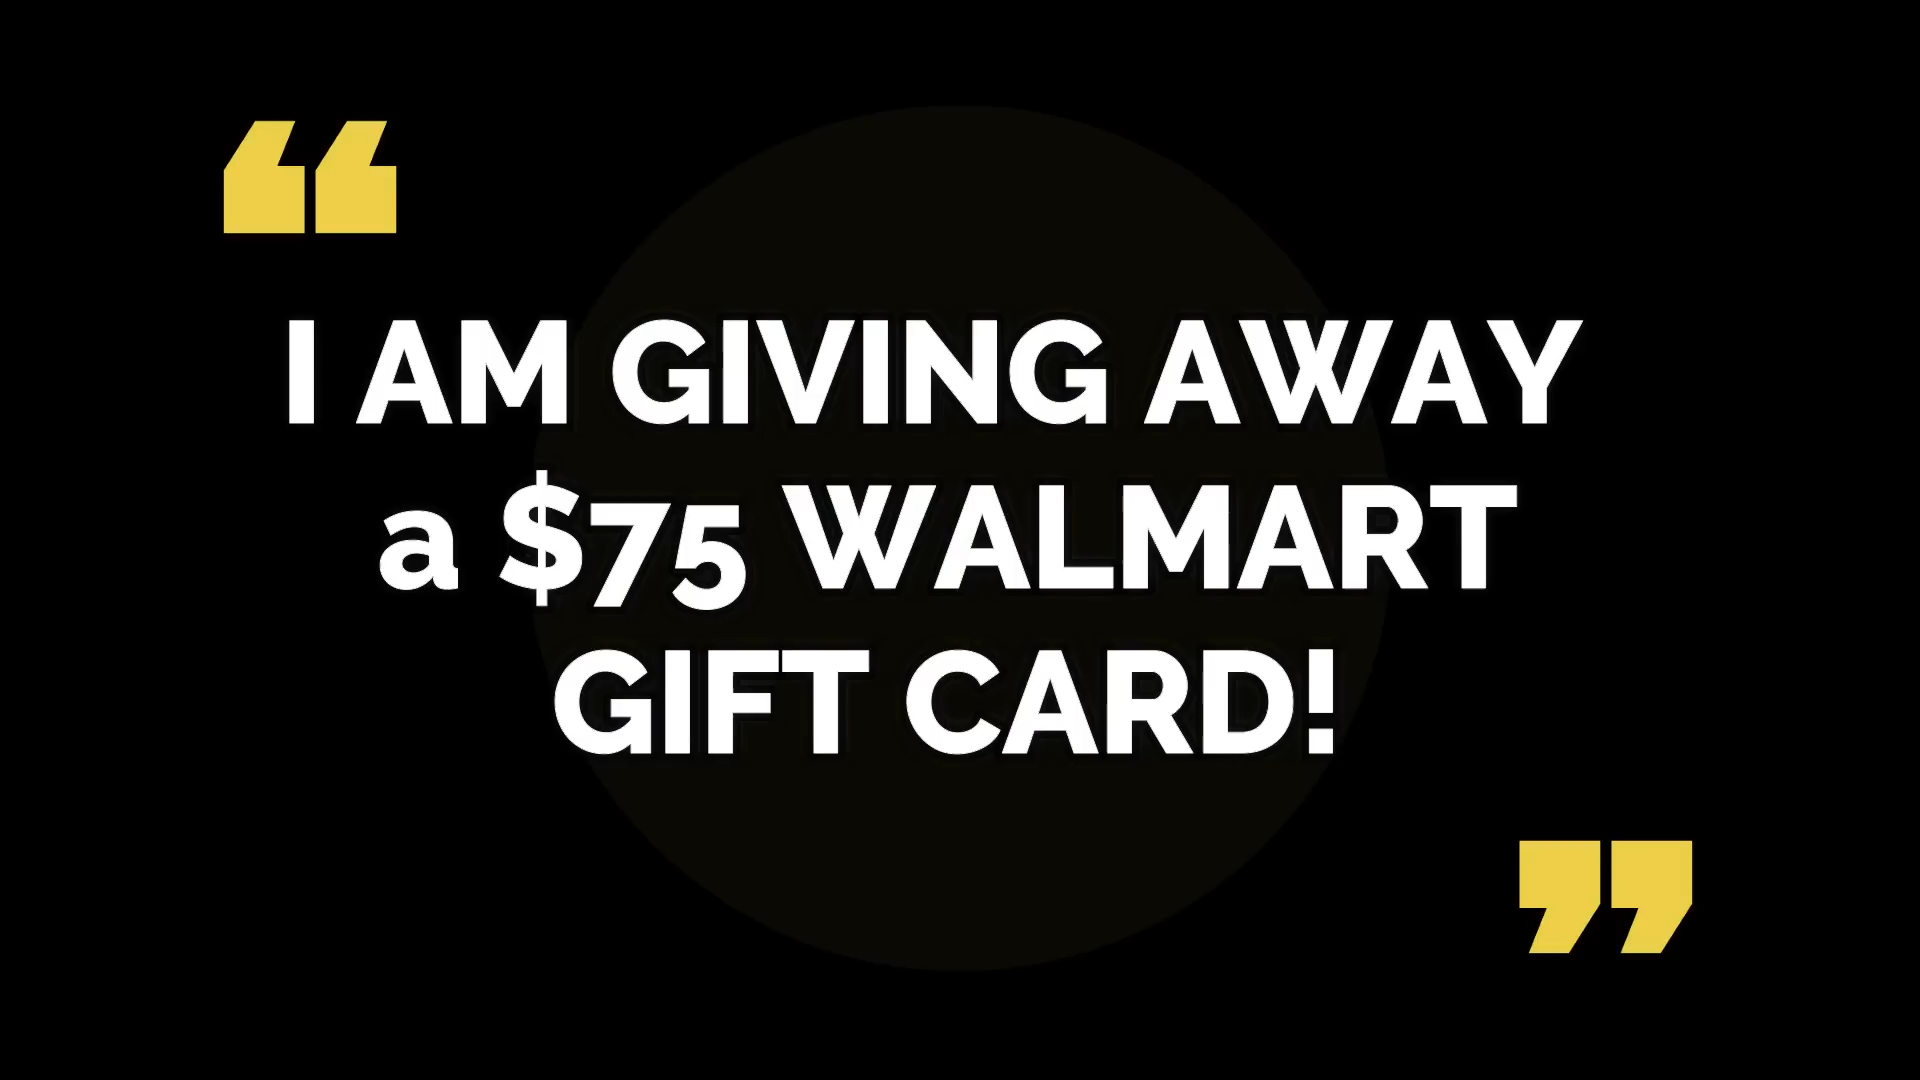 “
I AM GIVING AWAY
a $75 WALMART
GIFT CARD!
”